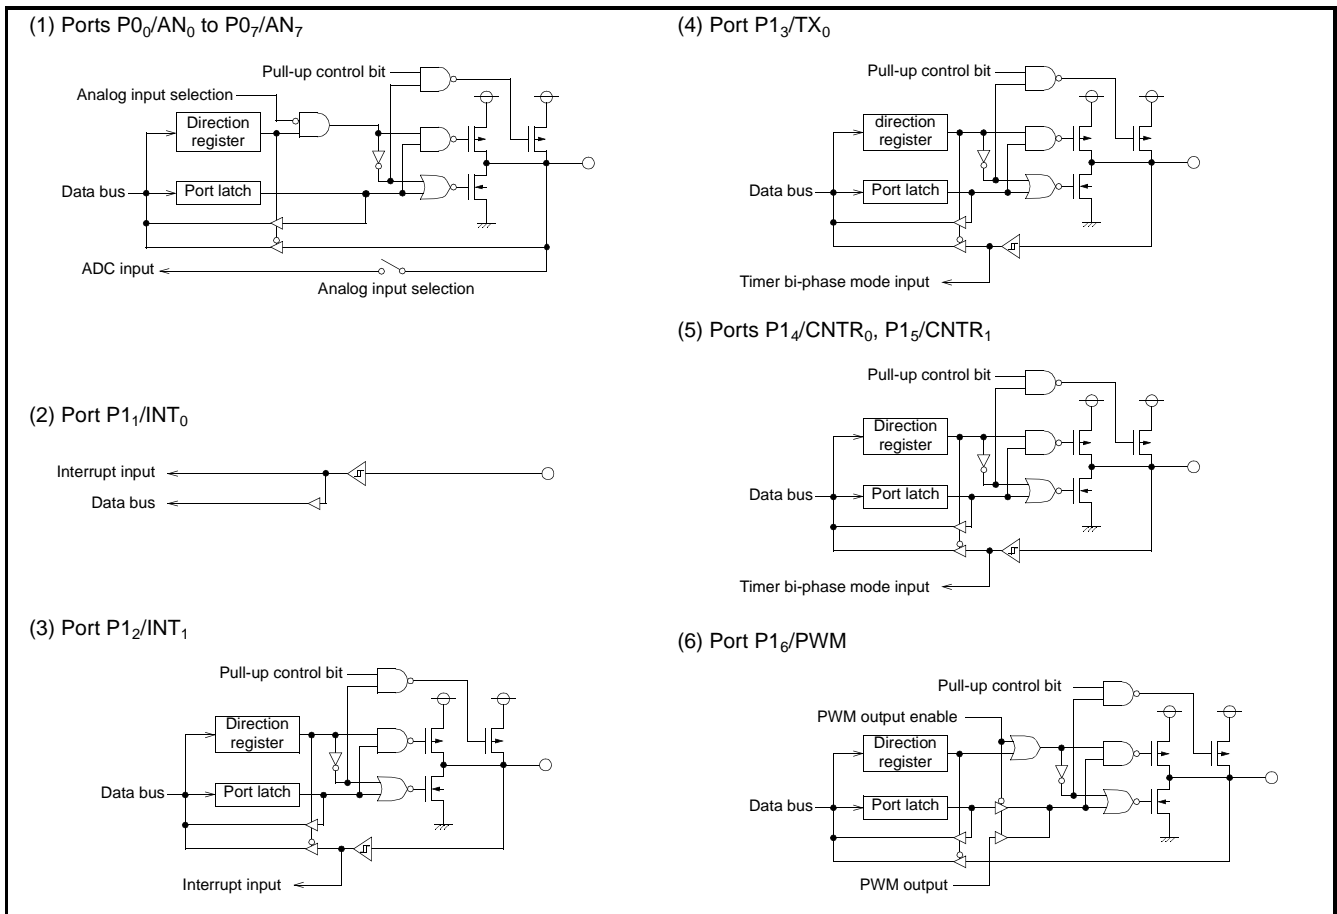 (1) Ports P0₀/AN₀ to P0₇/AN₇
Pull-up control bit
Analog input selection
Direction
register
Data bus
Port latch
ADC input
Analog input selection
(2) Port P1₁/INT₀
Interrupt input
Data bus
(3) Port P1₂/INT₁
Pull-up control bit
Direction
register
Data bus
Port latch
Interrupt input
(4) Port P1₃/TX₀
Pull-up control bit
direction
register
Data bus
Port latch
Timer bi-phase mode input
(5) Ports P1₄/CNTR₀, P1₅/CNTR₁
Pull-up control bit
Direction
register
Data bus
Port latch
Timer bi-phase mode input
(6) Port P1₆/PWM
Pull-up control bit
PWM output enable
Direction
register
Data bus
Port latch
PWM output